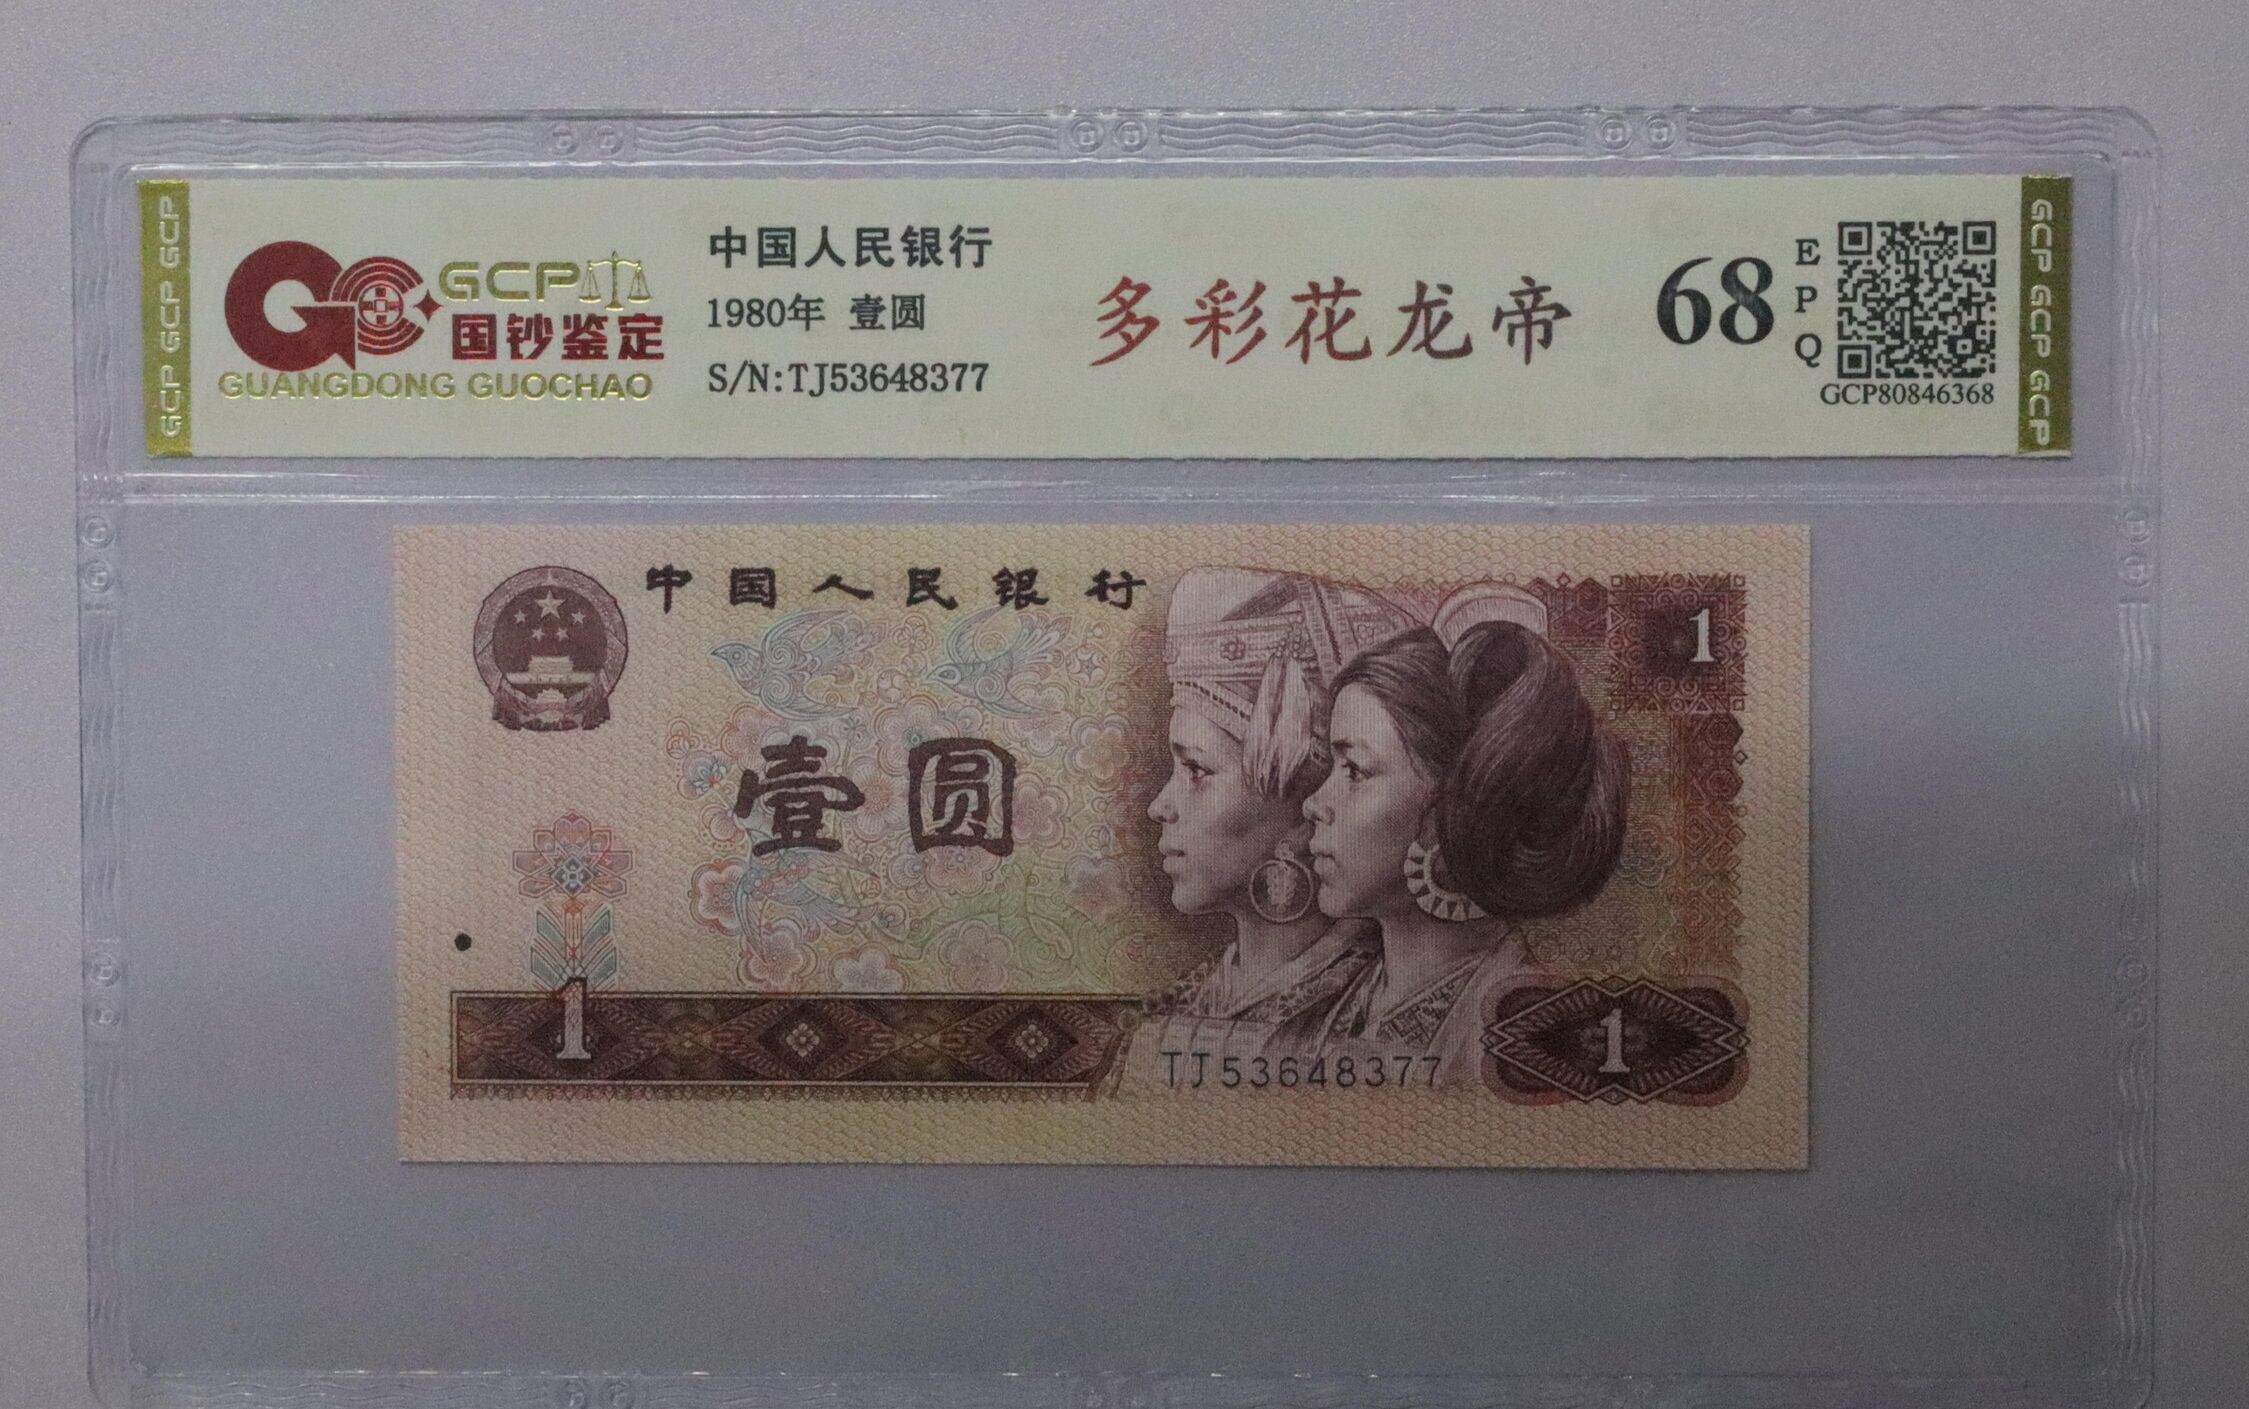 GCP GCP GCP
GCP
国钞鉴定
GUANGDONG GUOCHAO
中国人民银行
1980年 壹圆
S/N:TJ53648377
多彩花龙帝
68
E
P
Q
GCP80846368
GCP GCP GCP
中国人民银行
1
壹圆
1
TJ53648377
1